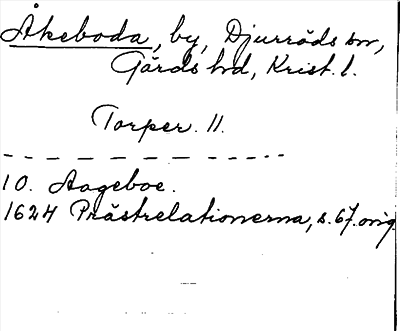 Åkeboda, by, Djurröds sn,
Gärds hd, Krist. l.
Torper. 11.
10. Aageboe.
1624 Prästrelationerna, s. 67. orig